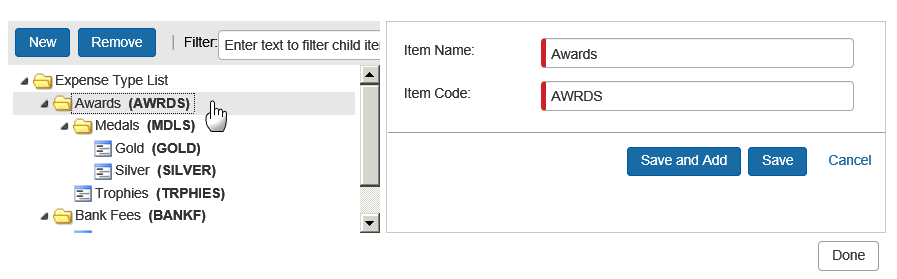 New Remove | Filter: Enter text to filter child iter
Expense Type List
Awards (AWRDS)
Medals (MDLS)
Gold (GOLD)
Silver (SILVER)
Trophies (TRPHIES)
Bank Fees (BANKF)
Item Name: Awards
Item Code: AWRDS
Save and Add Save Cancel
Done